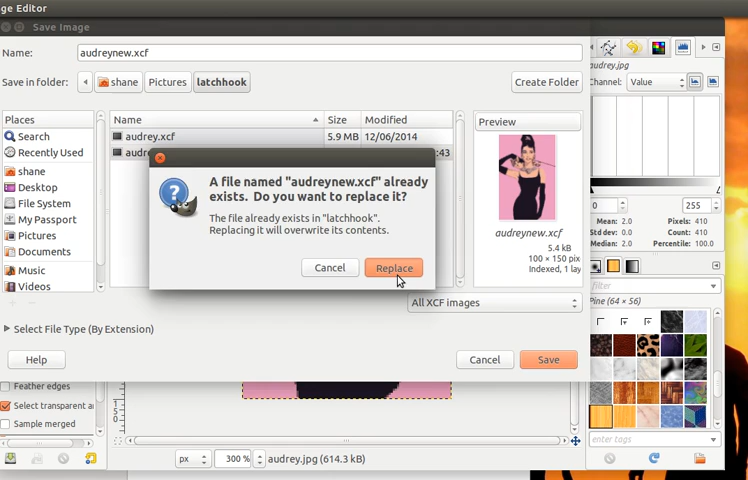 ge Editor
Save Image
Name:
audreynew.xcf
Save in folder:
shane
Pictures
latchhook
Create Folder
Places
Search
Recently Used
shane
Desktop
File System
My Passport
Pictures
Documents
Music
Videos
Name
Size
Modified
audrey.xcf
5.9 MB
12/06/2014
:43
A file named "audreynew.xcf" already
exists. Do you want to replace it?
The file already exists in "latchhook".
Replacing it will overwrite its contents.
Cancel
Replace
Preview
audreynew.xcf
5.4 kB
100 × 150 pix
Indexed, 1 lay
All XCF images
Select File Type (By Extension)
Help
Cancel
Save
audrey.jpg
Channel:
Value
0
255
Mean: 2.0
Pixels: 410
Std dev: 0.0
Count: 410
Median: 2.0
Percentile: 100.0
filter
Pine (64 × 56)
enter tags
Feather edges
Select transparent a
Sample merged
150
px
300 %
audrey.jpg (614.3 kB)